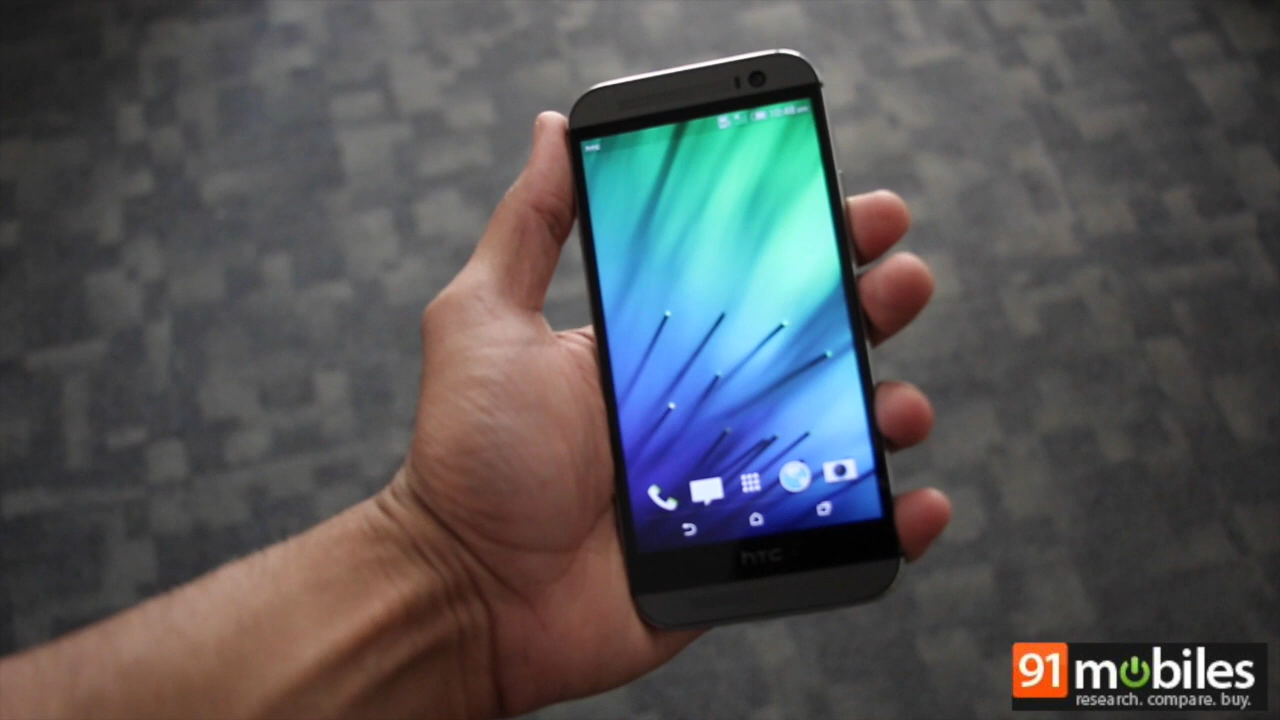 htc
91mobiles
research. compare. buy.